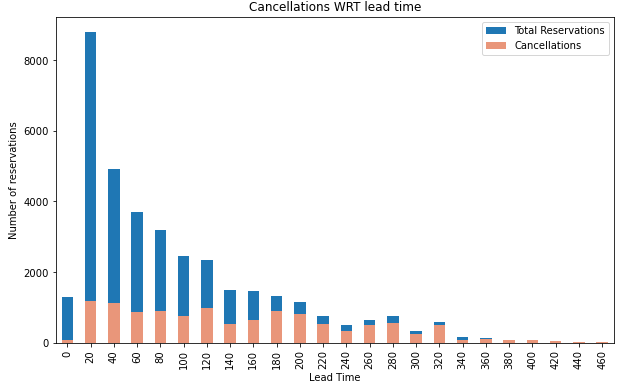 Cancellations WRT lead time
Total Reservations
Cancellations
Number of reservations
8000
6000
4000
2000
0
0 20 40 60 80 100 120 140 160 180 200 220 240 260 280 300 320 340 360 380 400 420 440 460
Lead Time